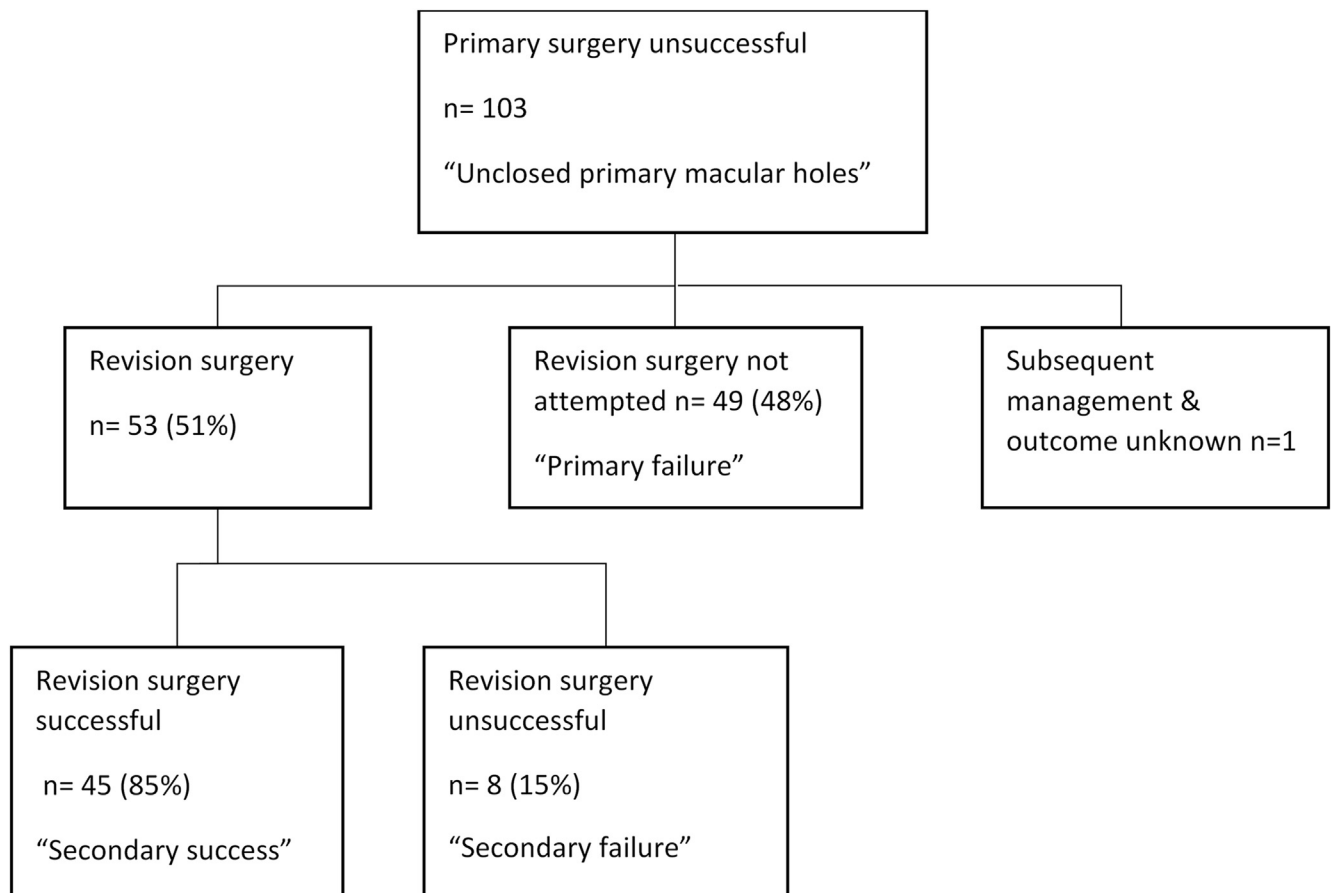 Primary surgery unsuccessful
n= 103
“Unclosed primary macular holes”
Revision surgery
n= 53 (51%)
Revision surgery not
attempted n= 49 (48%)
“Primary failure”
Subsequent
management &
outcome unknown n=1
Revision surgery
successful
n= 45 (85%)
“Secondary success”
Revision surgery
unsuccessful
n= 8 (15%)
“Secondary failure”